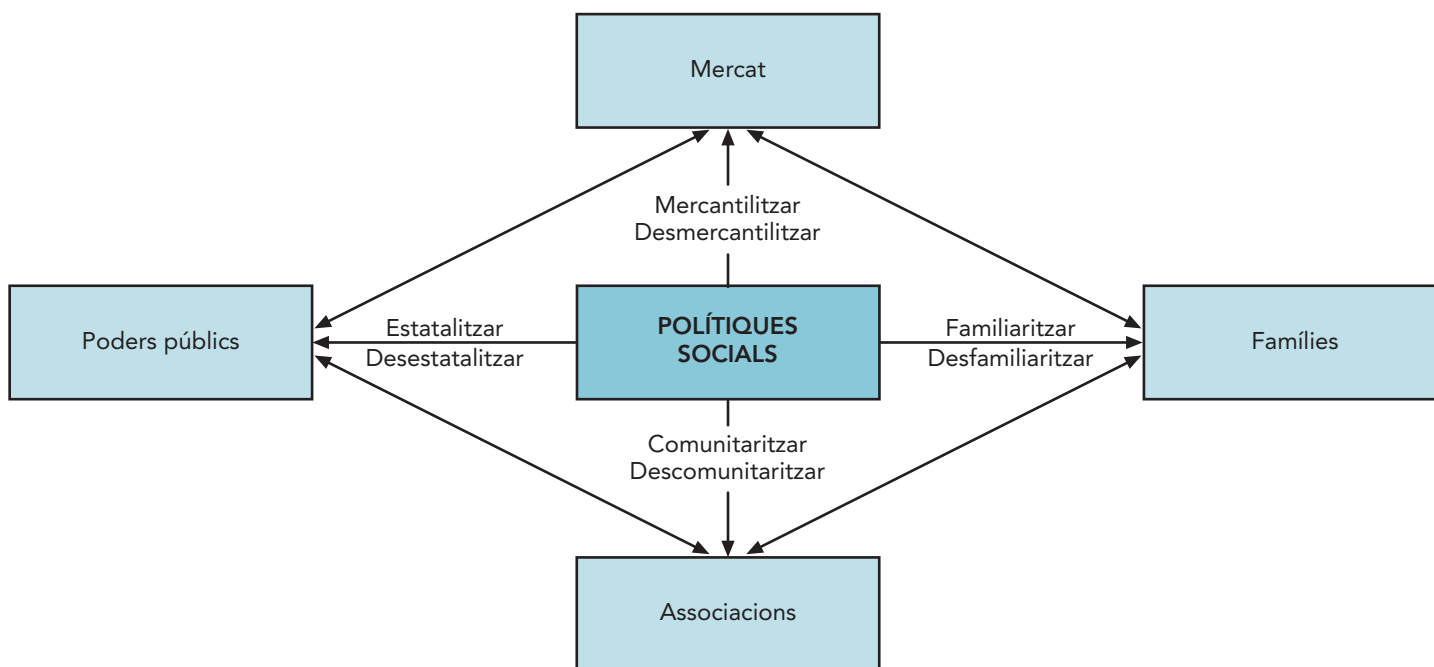 Mercat
Mercantilitzar
Desmercantilitzar
Poders públics
Estatalitzar
Desestatalitzar
POLÍTIQUES
SOCIALS
Familiaritzar
Desfamiliaritzar
Famílies
Comunitaritzar
Descomunitaritzar
Associacions